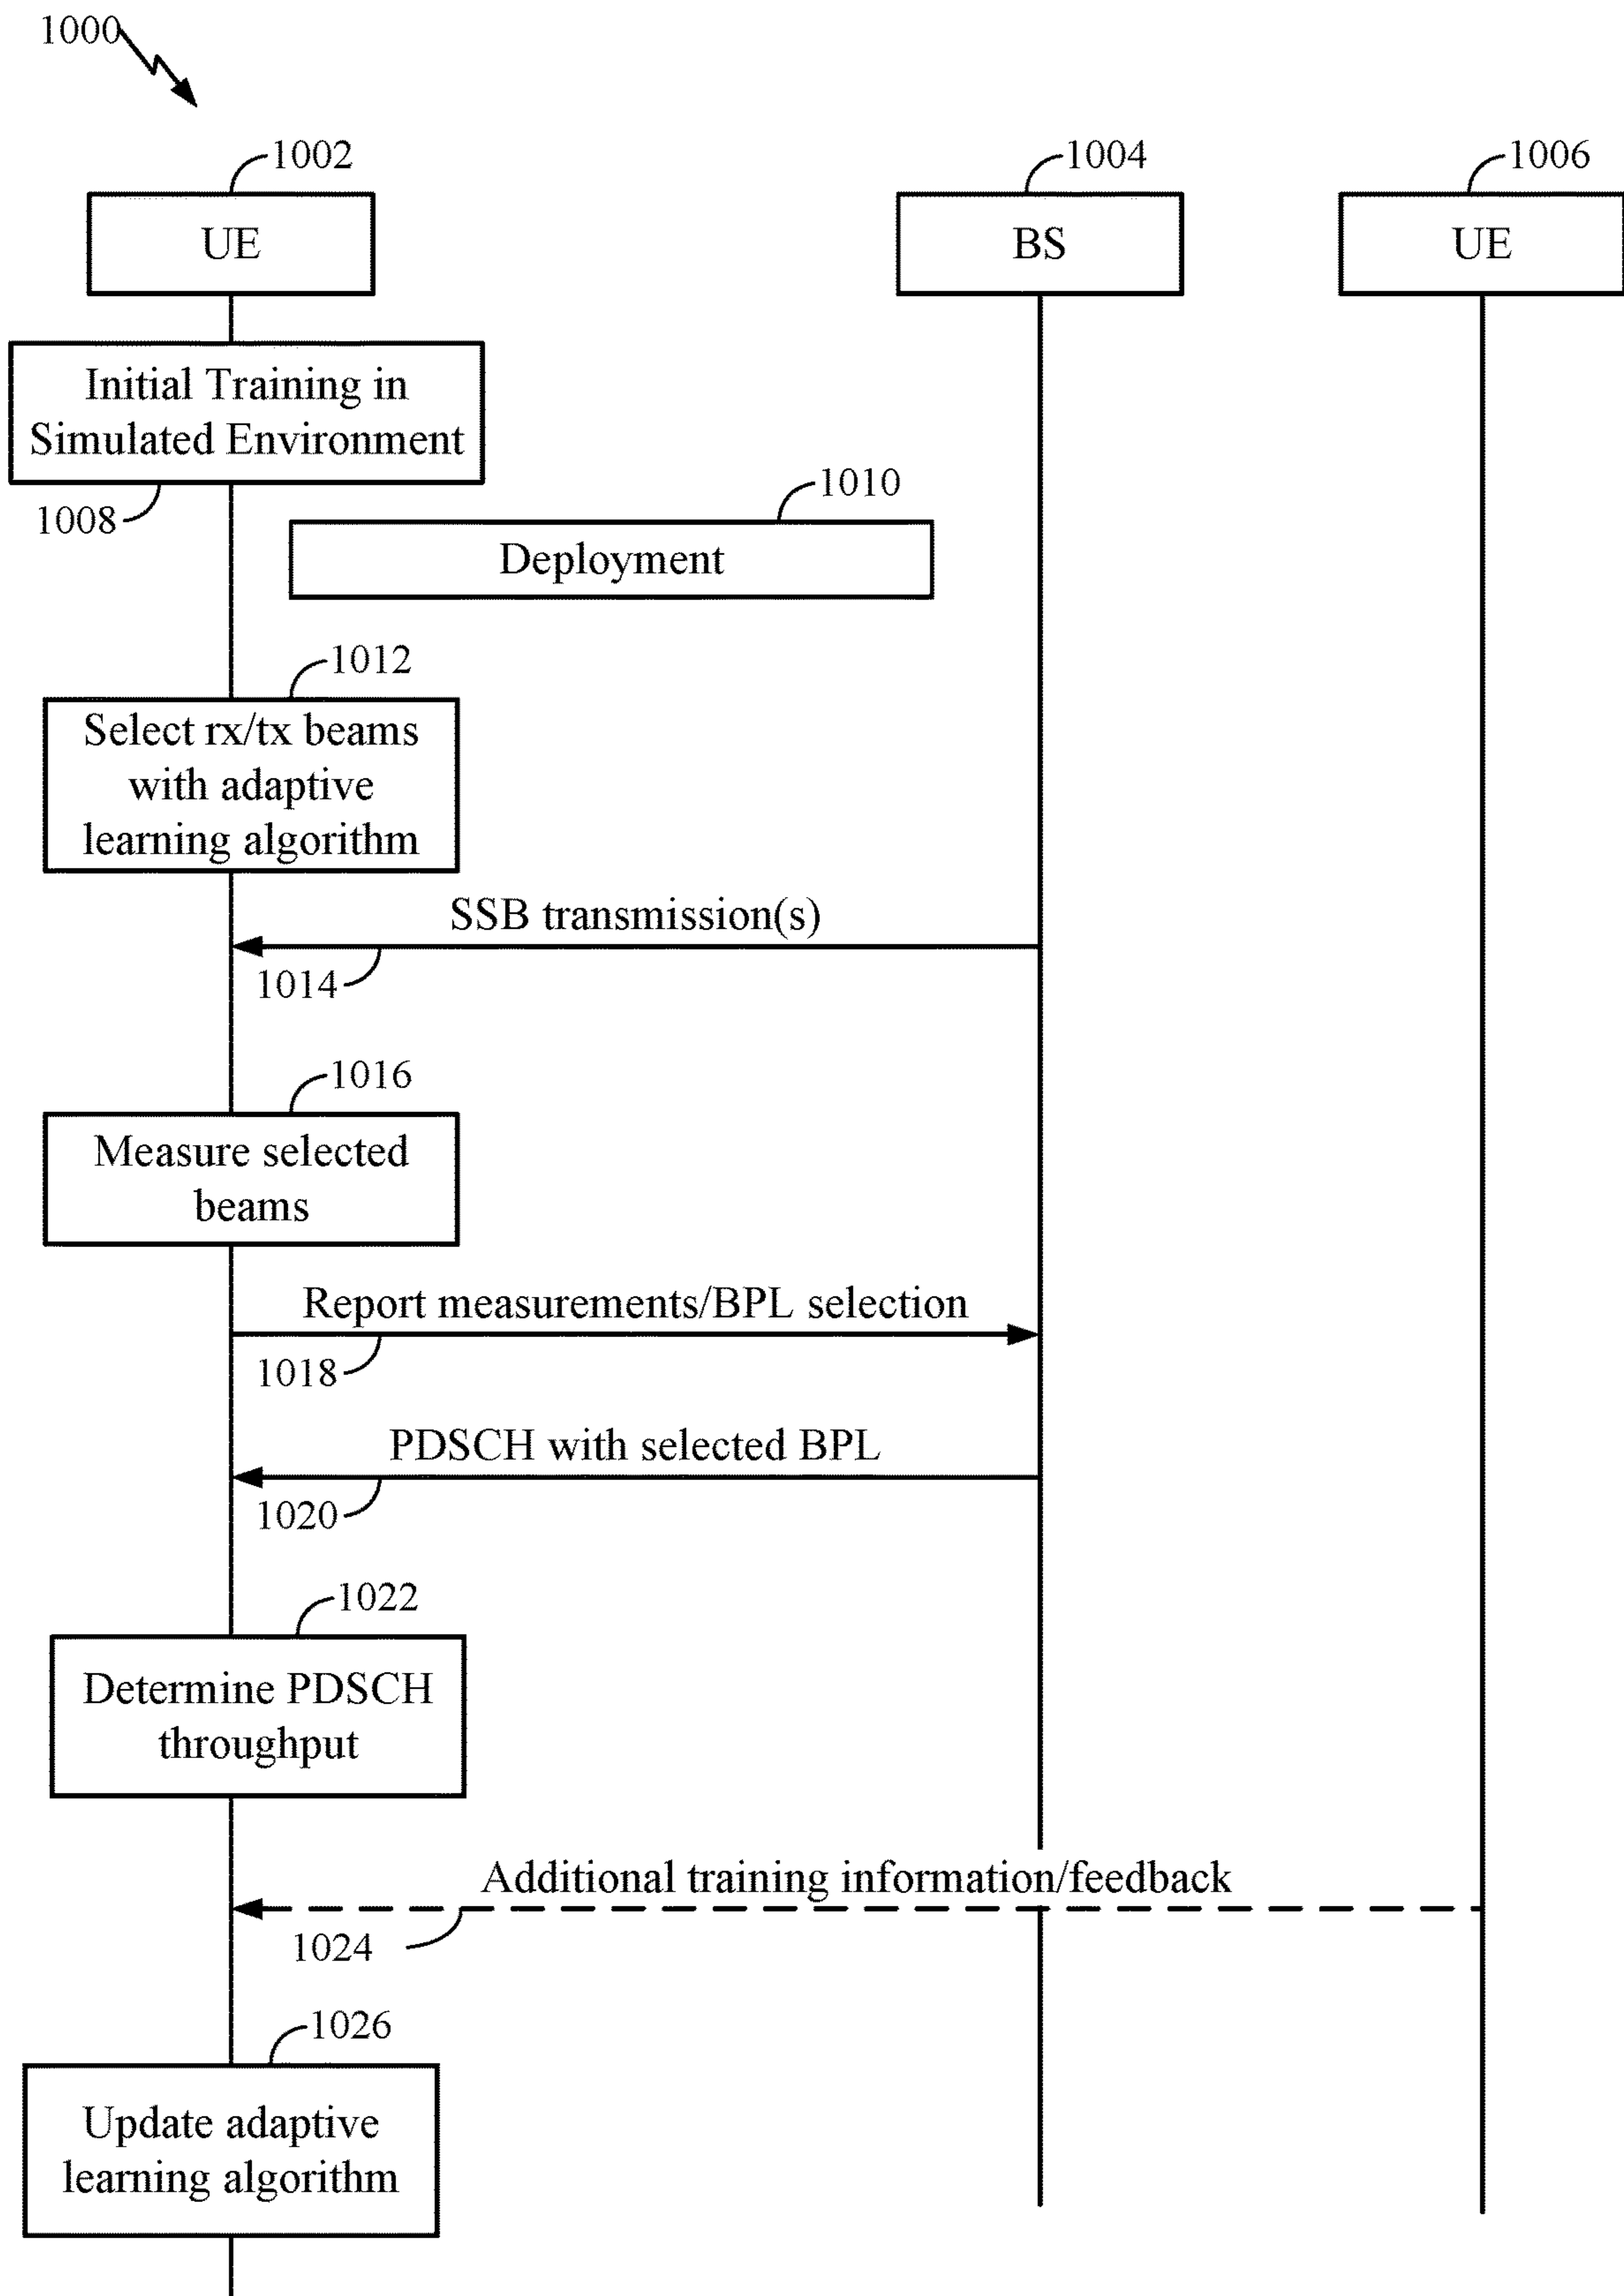 1000
1002
1004
1006
UE
BS
UE
Initial Training in
Simulated Environment
1008
1010
Deployment
1012
Select rx/tx beams
with adaptive
learning algorithm
SSB transmission(s)
1014
1016
Measure selected
beams
Report measurements/BPL selection
1018
PDSCH with selected BPL
1020
1022
Determine PDSCH
throughput
Additional training information/feedback
1024
1026
Update adaptive
learning algorithm